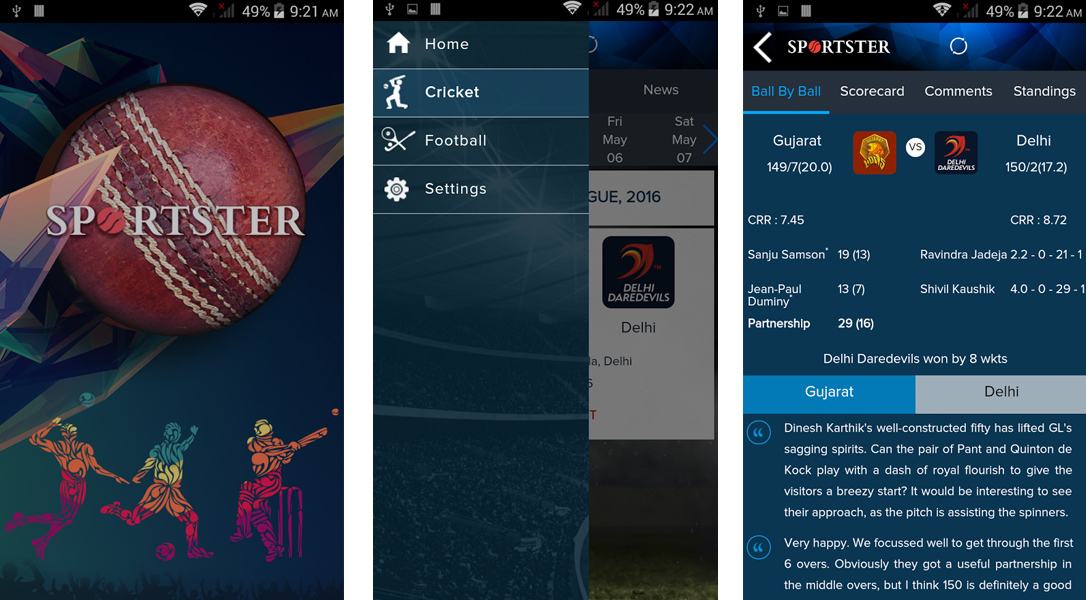 49% 9:21 AM
SPORTSTER
49% 9:22 AM
Home
Cricket
Football
Settings
News
Fri Sat
May May
06 07
GUE, 2016
DELHI
DAREDEVILS
Delhi
la, Delhi
6
T
49% 9:22 AM
SPORTSTER
Ball By Ball Scorecard Comments Standings
Gujarat VS Delhi
DELHI
DAREDEVILS
149/7(20.0) 150/2(17.2)
CRR : 7.45 CRR : 8.72
Sanju Samson* 19 (13) Ravindra Jadeja 2.2 - 0 - 21 - 1
Jean-Paul 13 (7) Shivil Kaushik 4.0 - 0 - 29 - 1
Duminy*
Partnership 29 (16)
Delhi Daredevils won by 8 wkts
Gujarat Delhi
Dinesh Karthik's well-constructed fifty has lifted GL's
sagging spirits. Can the pair of Pant and Quinton de
Kock play with a dash of royal flourish to give the
visitors a breezy start? It would be interesting to see
their approach, as the pitch is assisting the spinners.
Very happy. We focussed well to get through the first
6 overs. Obviously they got a useful partnership in
the middle overs, but I think 150 is definitely a good